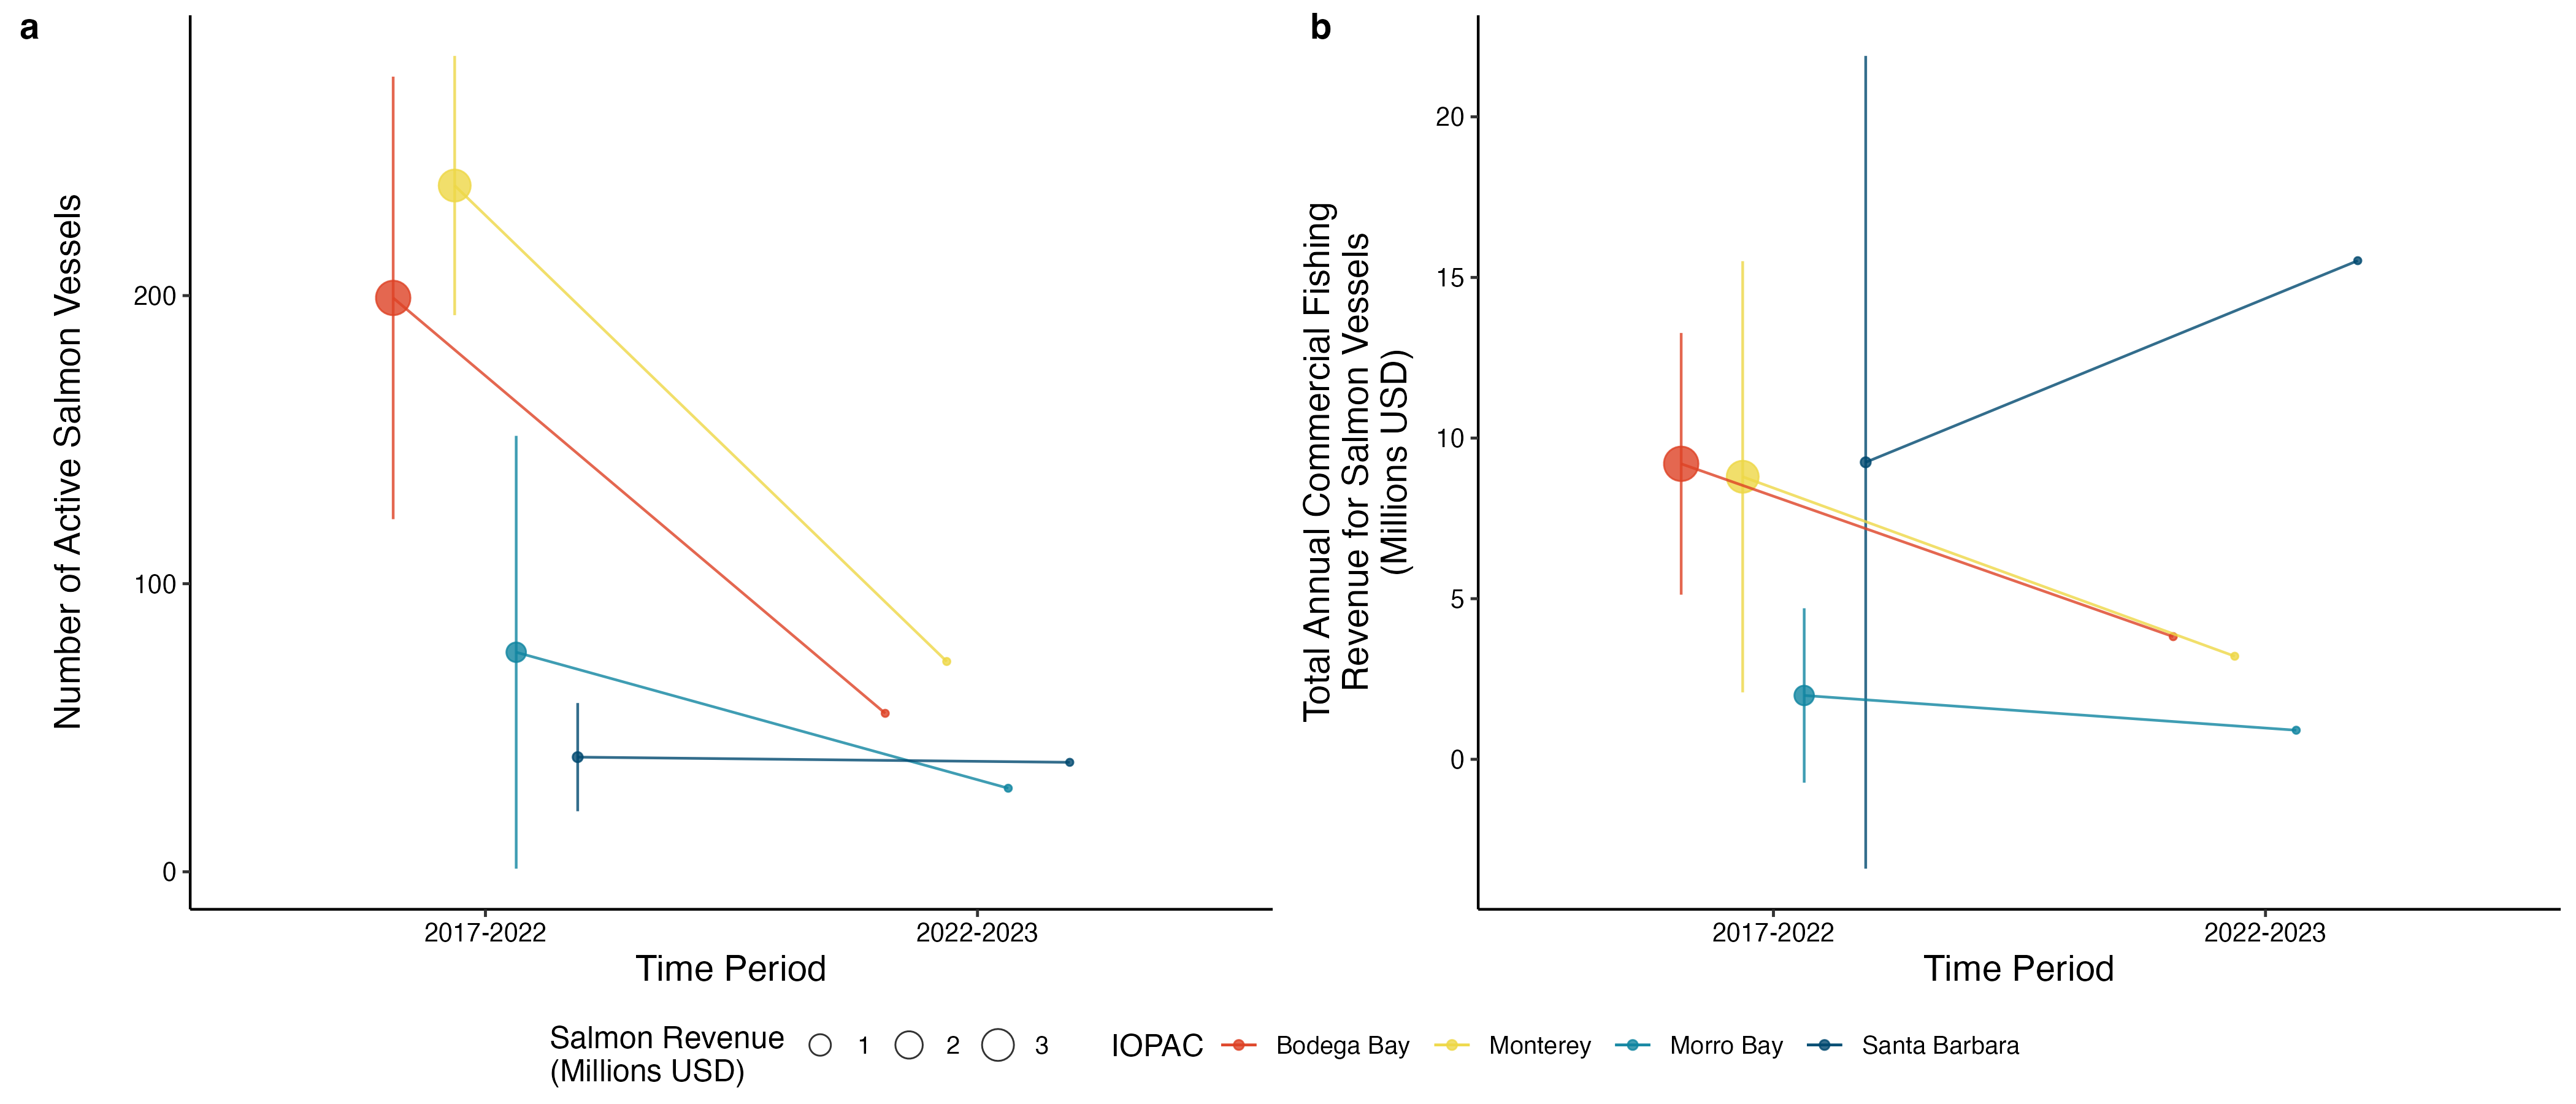 a
Number of Active Salmon Vessels
200
100
0
2017-2022
2022-2023
Time Period
b
Total Annual Commercial Fishing
Revenue for Salmon Vessels
(Millions USD)
20
15
10
5
0
2017-2022
2022-2023
Time Period
Salmon Revenue
(Millions USD)
1
2
3
IOPAC
Bodega Bay
Monterey
Morro Bay
Santa Barbara